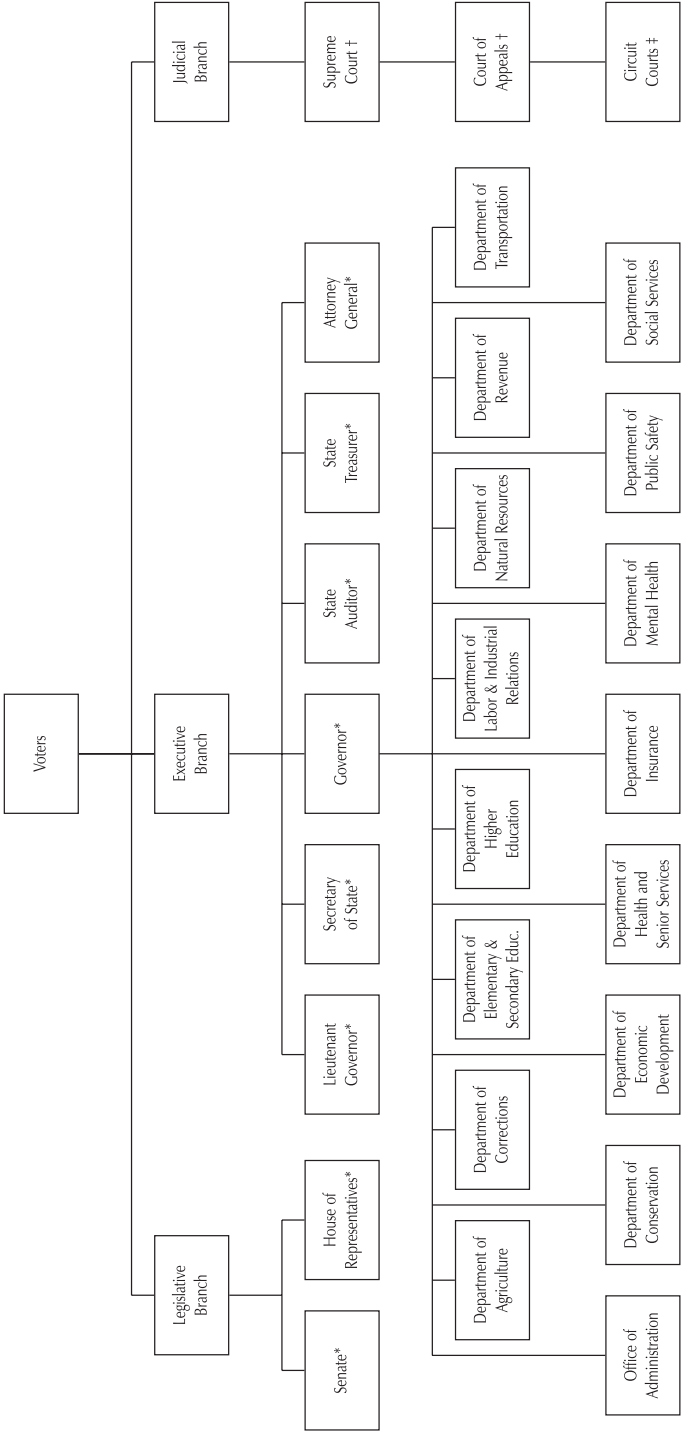 Voters
Legislative
Branch
Executive
Branch
Judicial
Branch
Senate*
House of
Representatives*
Lieutenant
Governor*
Secretary
of State*
Governor*
State
Auditor*
State
Treasurer*
Attorney
General*
Supreme
Court †
Department of
Agriculture
Department of
Corrections
Department of
Elementary &
Secondary Educ.
Department of
Higher
Education
Department of
Labor & Industrial
Relations
Department of
Natural Resources
Department of
Revenue
Department of
Transportation
Court of
Appeals †
Office of
Administration
Department of
Conservation
Department of
Economic
Development
Department of
Health and
Senior Services
Department of
Insurance
Department of
Mental Health
Department of
Public Safety
Department of
Social Services
Circuit
Courts ‡